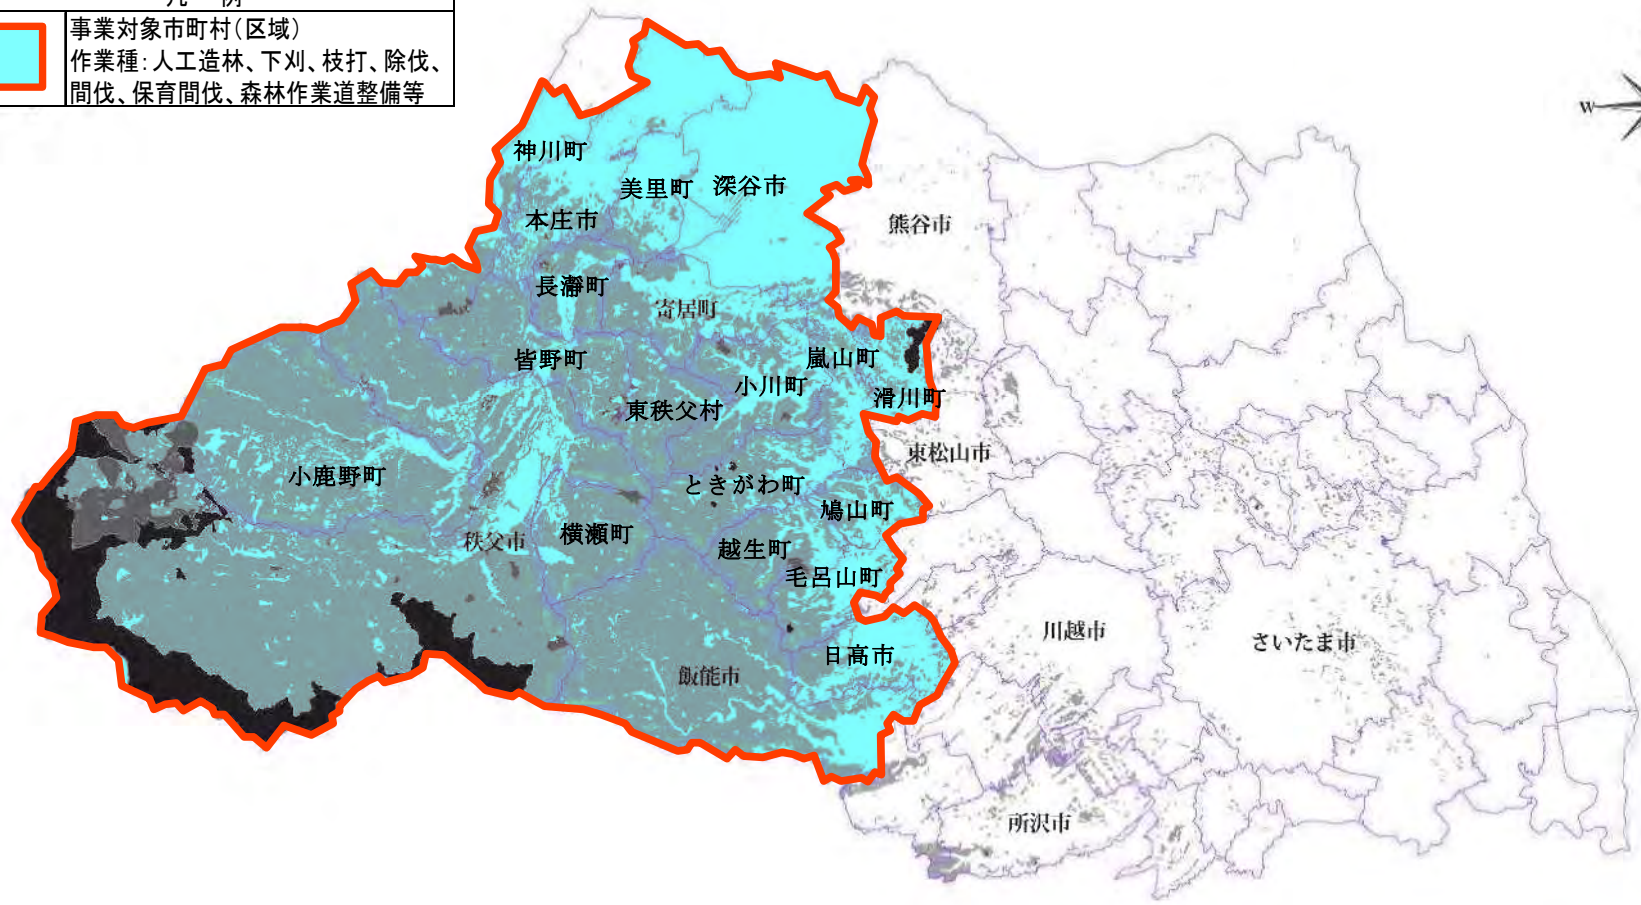 凡 例
事業対象市町村(区域)
作業種:人工造林、下刈、枝打、除伐、
間伐、保育間伐、森林作業道整備等
W
神川町
美里町
深谷市
本庄市
熊谷市
長瀞町
寄居町
皆野町
嵐山町
小川町
滑川町
東秩父村
東松山市
小鹿野町
ときがわ町
鳩山町
秩父市
横瀬町
越生町
毛呂山町
川越市
さいたま市
日高市
飯能市
所沢市